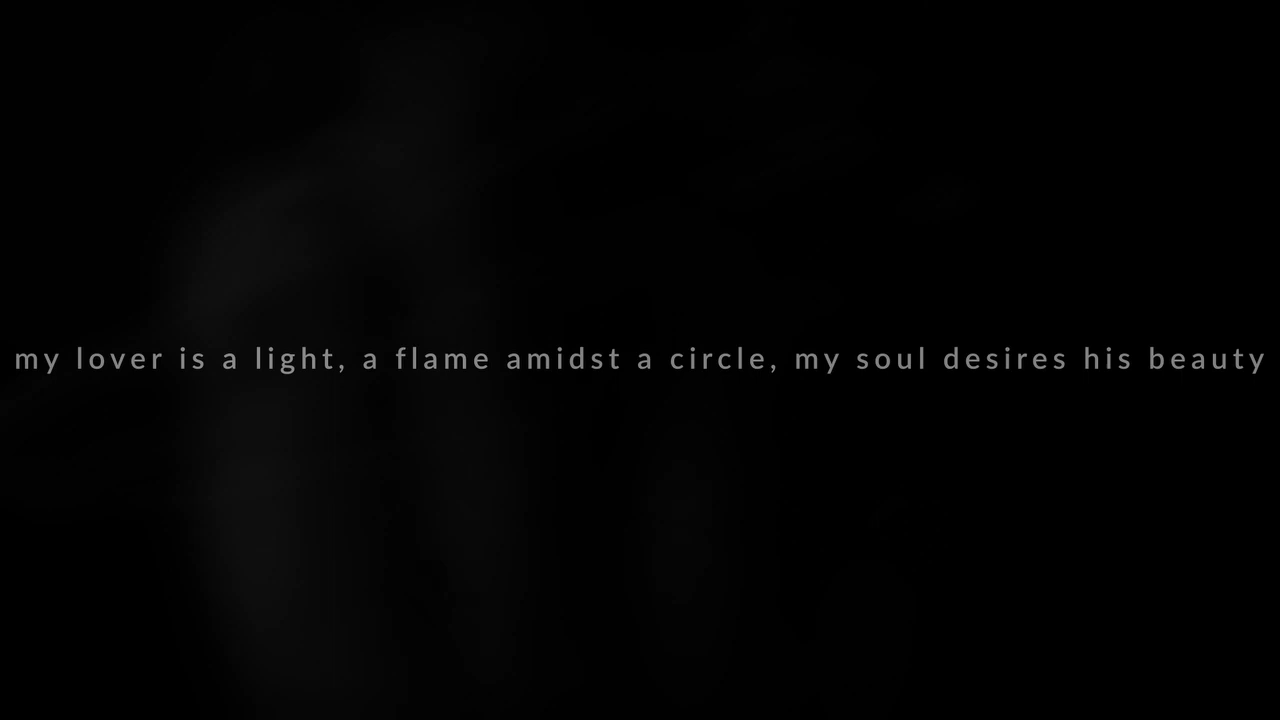 my lover is a light, a flame amidst a circle, my soul desires his beauty